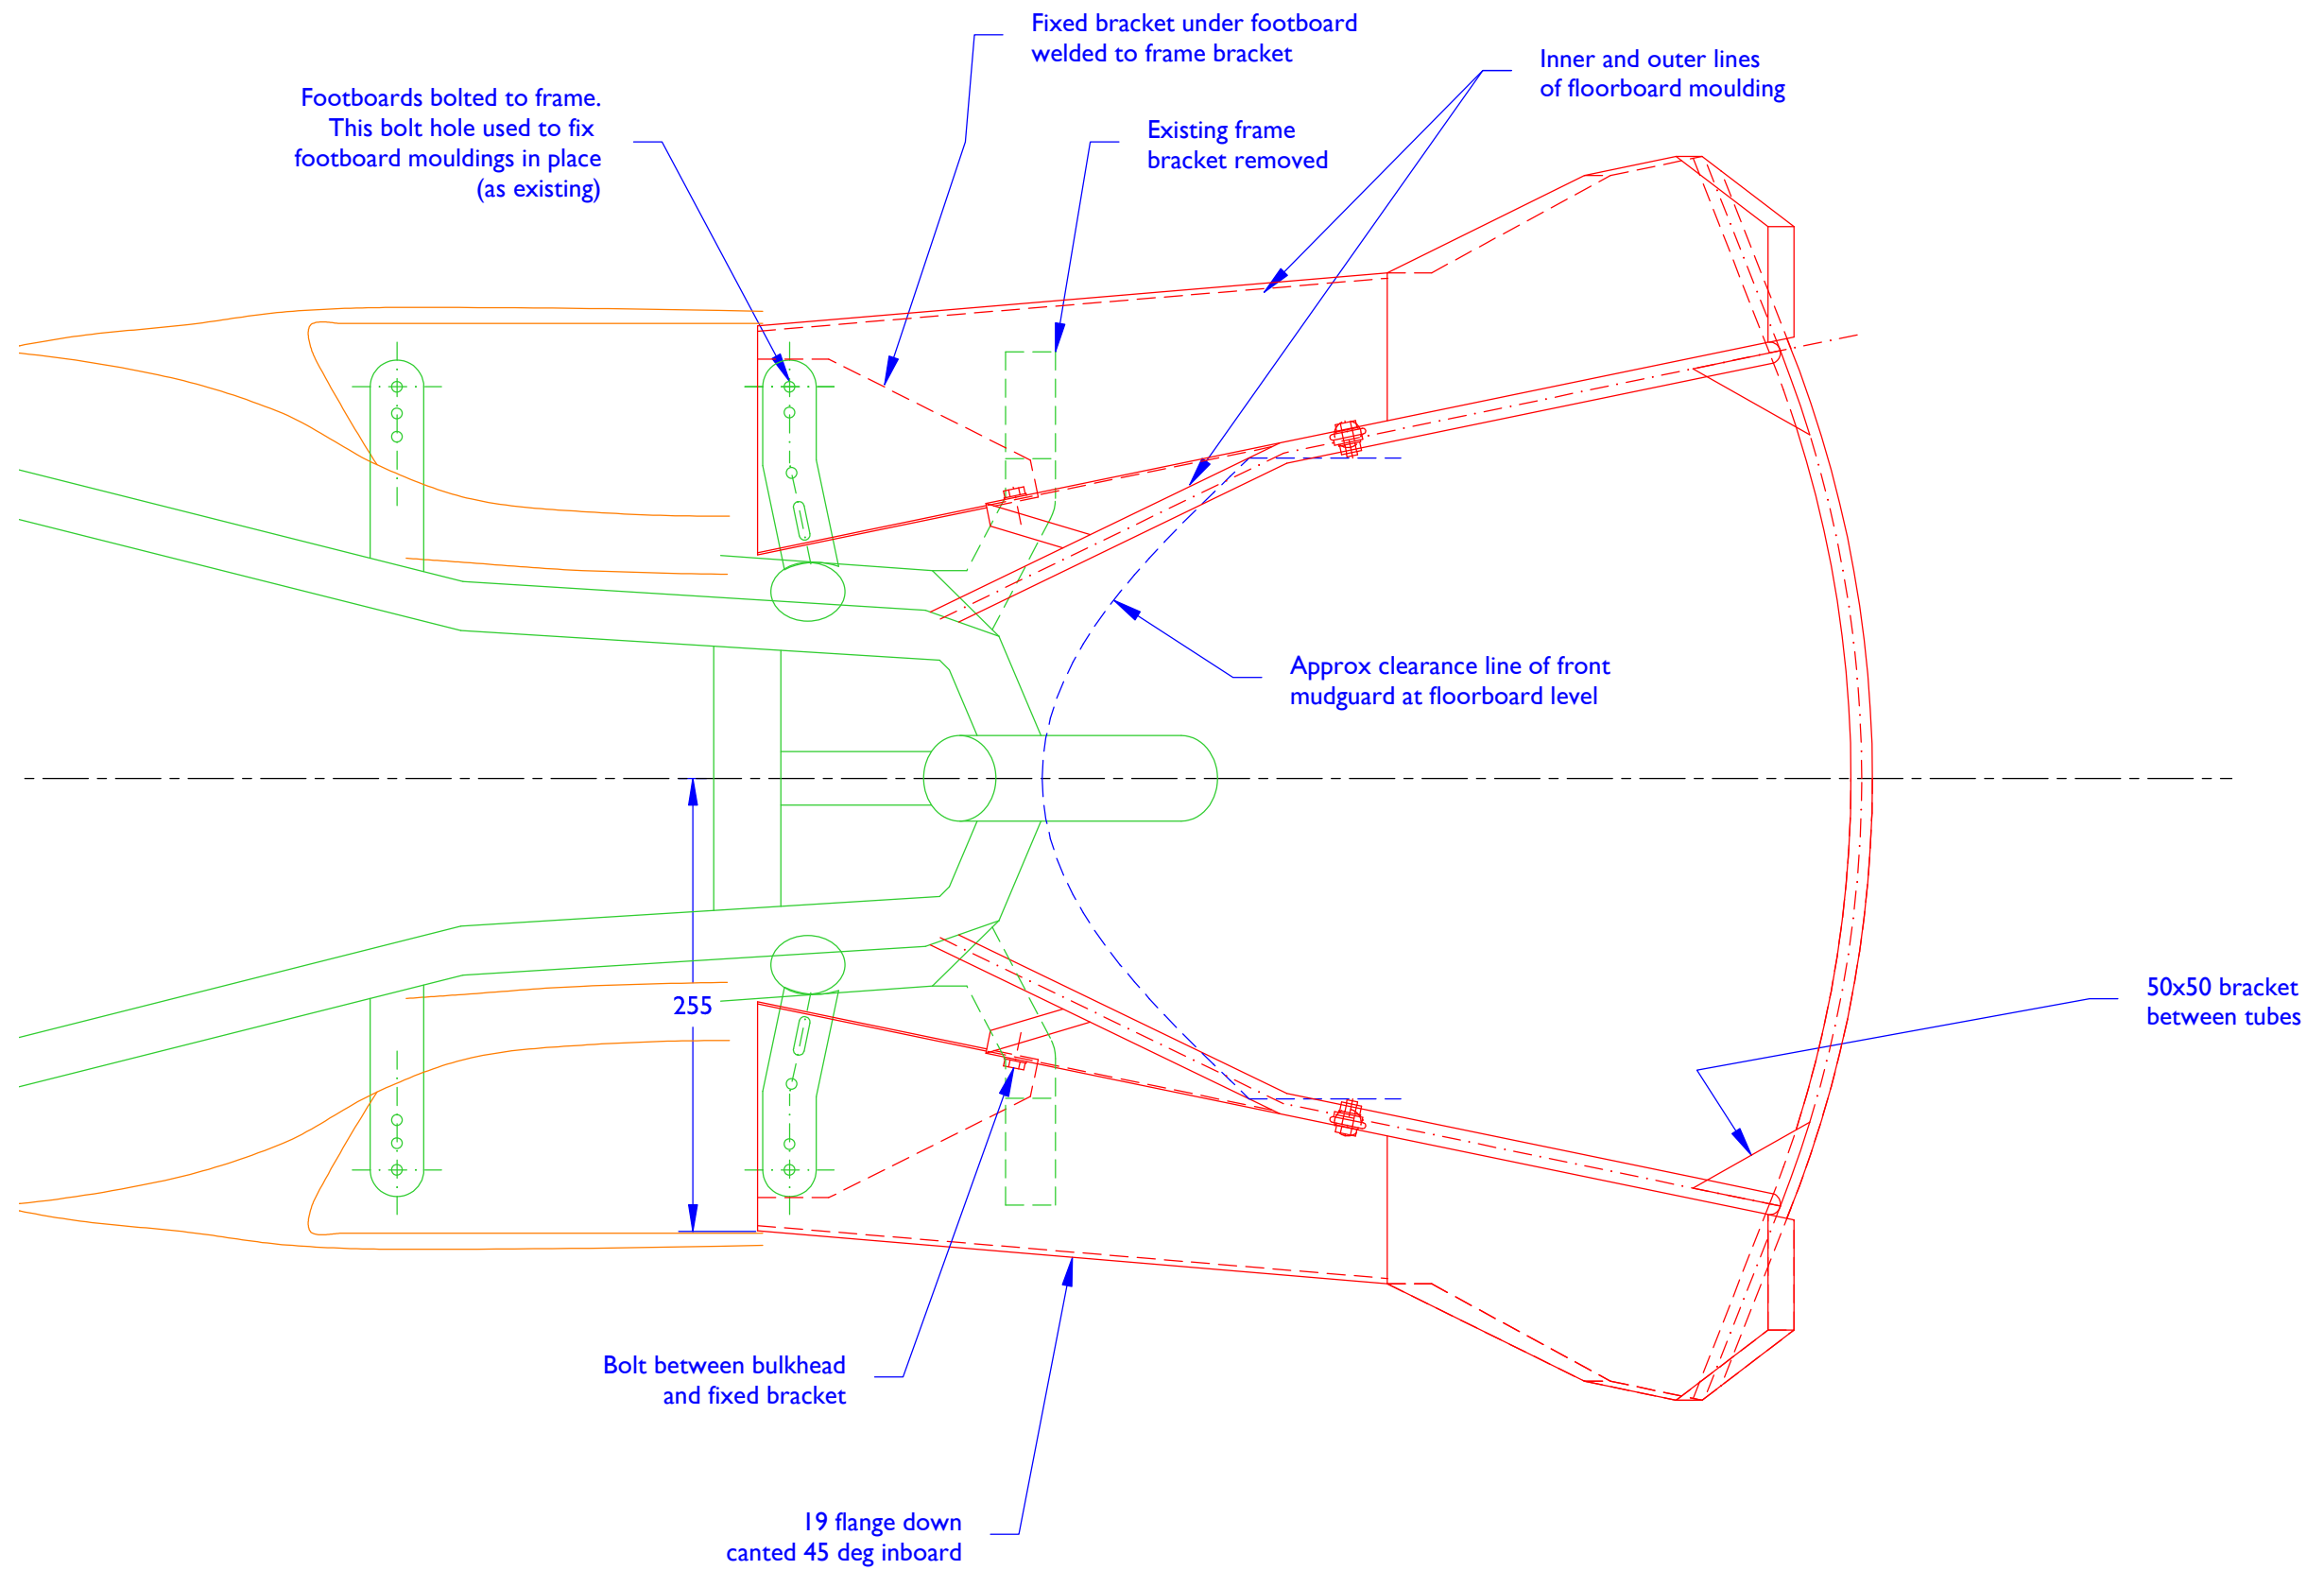 Fixed bracket under footboard
welded to frame bracket
Inner and outer lines
of floorboard moulding
Footboards bolted to frame.
This bolt hole used to fix
footboard mouldings in place
(as existing)
Existing frame
bracket removed
Approx clearance line of front
mudguard at floorboard level
50x50 bracket
between tubes
255
Bolt between bulkhead
and fixed bracket
19 flange down
canted 45 deg inboard